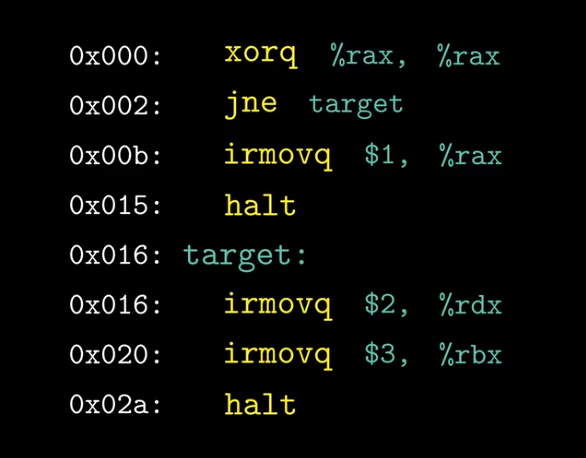 0x000: xorq %rax, %rax
0x002: jne target
0x00b: irmovq $1, %rax
0x015: halt
0x016: target:
0x016: irmovq $2, %rdx
0x020: irmovq $3, %rbx
0x02a: halt